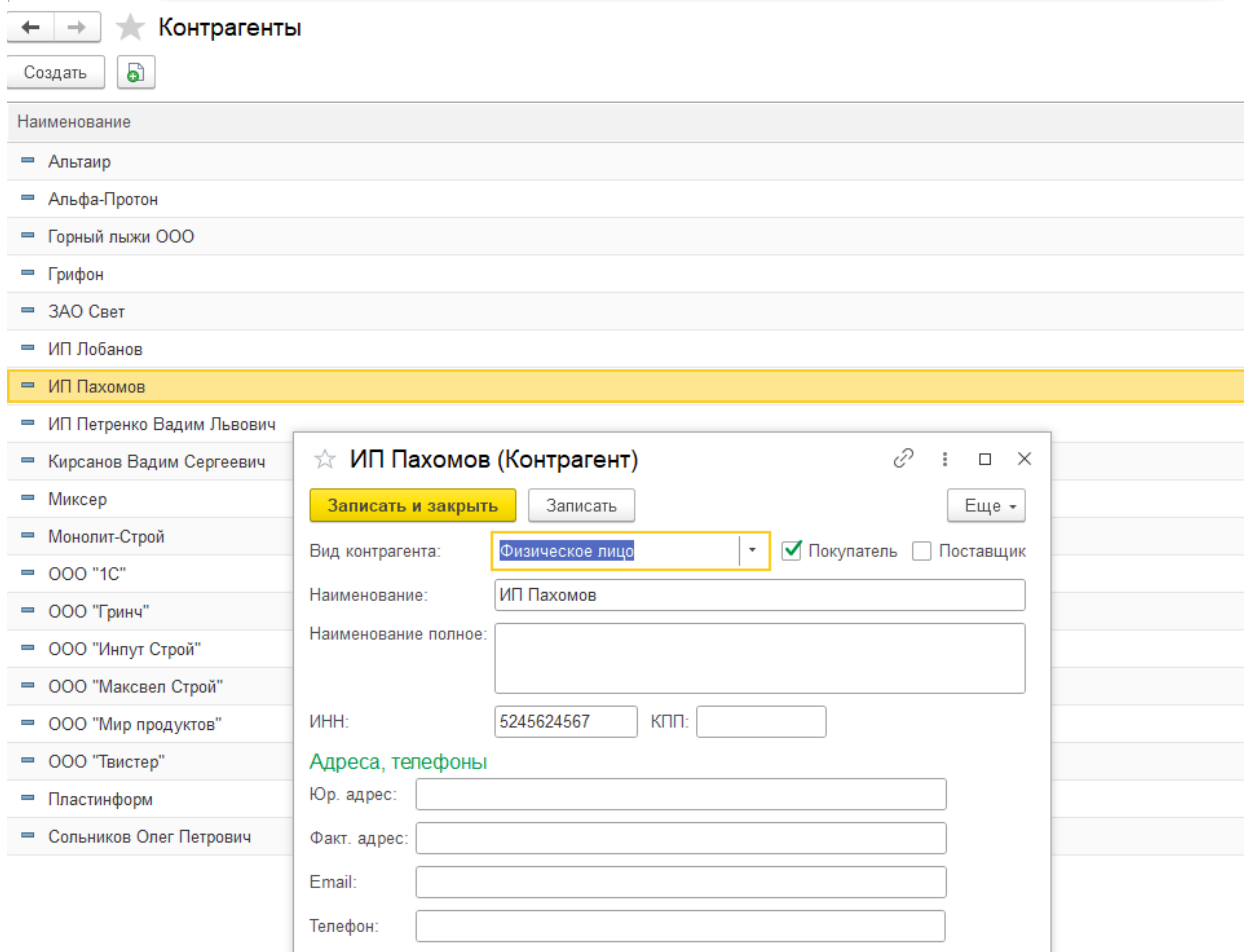 Контрагенты
Создать
Наименование
Альтаир
Альфа-Протон
Горный лыжи ООО
Грифон
ЗАО Свет
ИП Лобанов
ИП Пахомов
ИП Петренко Вадим Львович
Кирсанов Вадим Сергеевич
Миксер
Монолит-Строй
ООО "1С"
ООО "Гринч"
ООО "Инпут Строй"
ООО "Максвел Строй"
ООО "Мир продуктов"
ООО "Твистер"
Пластинформ
Сольников Олег Петрович
ИП Пахомов (Контрагент)
Записать и закрыть Записать Еще
Вид контрагента: Физическое лицо Покупатель Поставщик
Наименование: ИП Пахомов
Наименование полное:
ИНН: 5245624567 КПП:
Адреса, телефоны
Юр. адрес:
Факт. адрес:
Email:
Телефон: